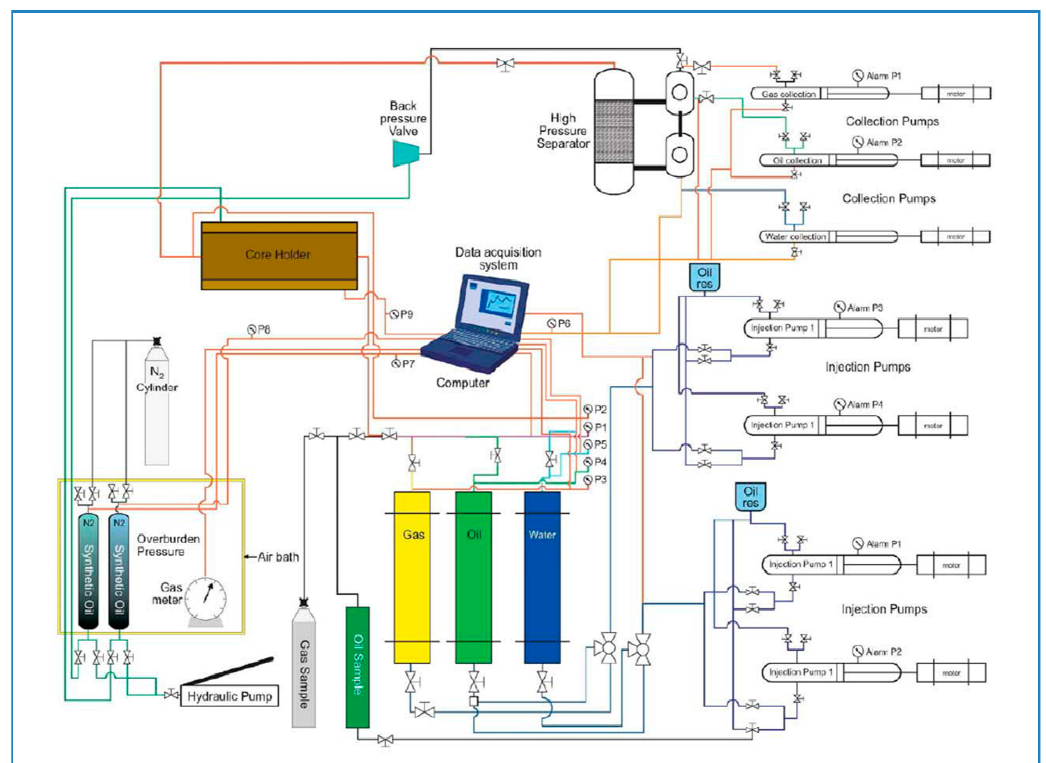 Alarm P1
Gas collection
motor
Collection Pumps
Back
pressure
Valve
High
Pressure
Separator
Alarm P2
Oil collection
motor
Collection Pumps
Water collection
motor
Core Holder
Data acquisition
system
Oil
res
P9
P6
Alarm P3
Injection Pump 1
motor
P8
P7
Computer
Injection Pumps
N2
Cylinder
P2
P1
P5
P4
P3
Alarm P4
Injection Pump 1
motor
Oil
res
N2
N2
Synthetic Oil
Synthetic Oil
Overburden
Pressure
Air bath
Gas
meter
Gas
Oil
Water
Alarm P1
Injection Pump 1
motor
Injection Pumps
Gas Sample
Oil Sample
Alarm P2
Injection Pump 1
motor
Hydraulic Pump